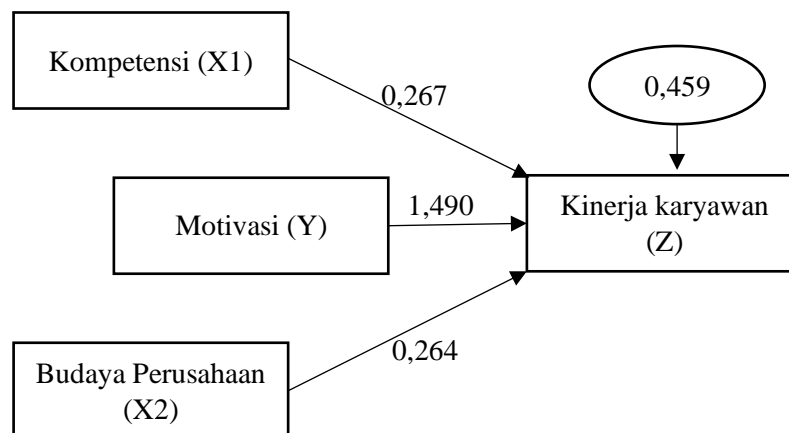 Kompetensi (X1)
0,267
0,459
Motivasi (Y)
1,490
Kinerja karyawan
(Z)
0,264
Budaya Perusahaan
(X2)